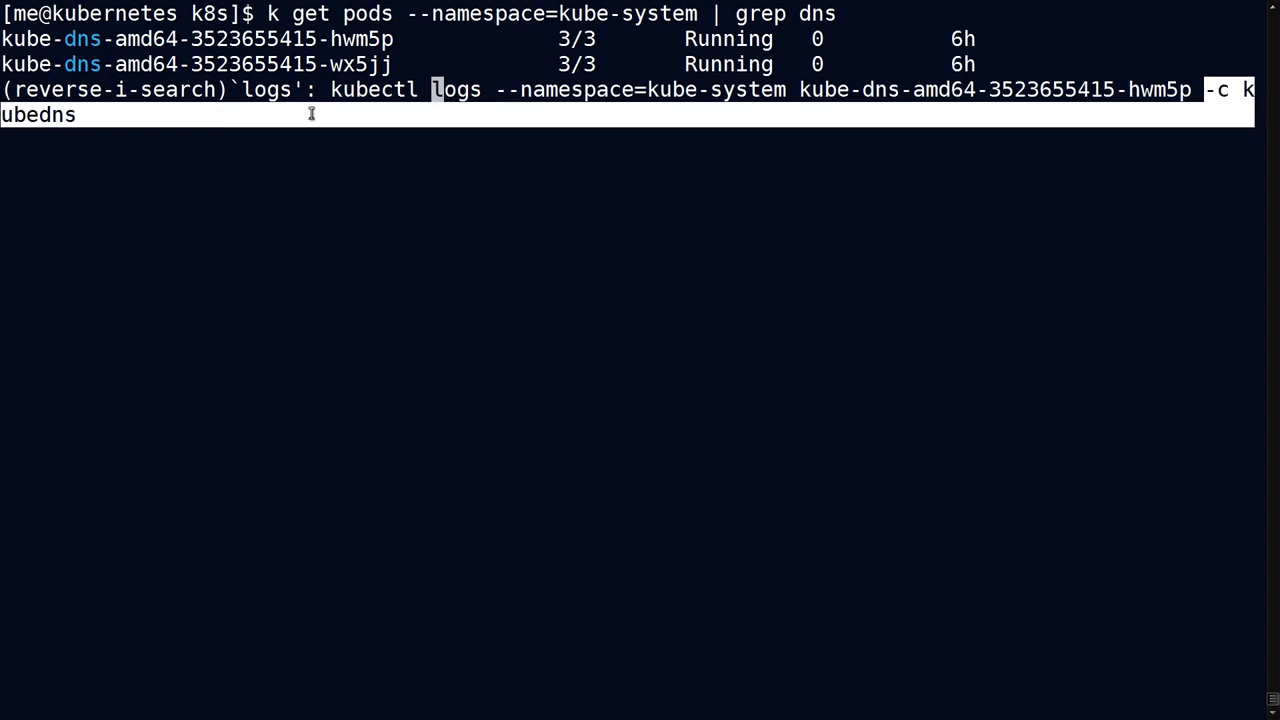 [me@kubernetes k8s]$ k get pods --namespace=kube-system | grep dns
kube-dns-amd64-3523655415-hwm5p 3/3 Running 0 6h
kube-dns-amd64-3523655415-wx5jj 3/3 Running 0 6h
(reverse-i-search)`logs': kubectl logs --namespace=kube-system kube-dns-amd64-3523655415-hwm5p -c k
ubedns